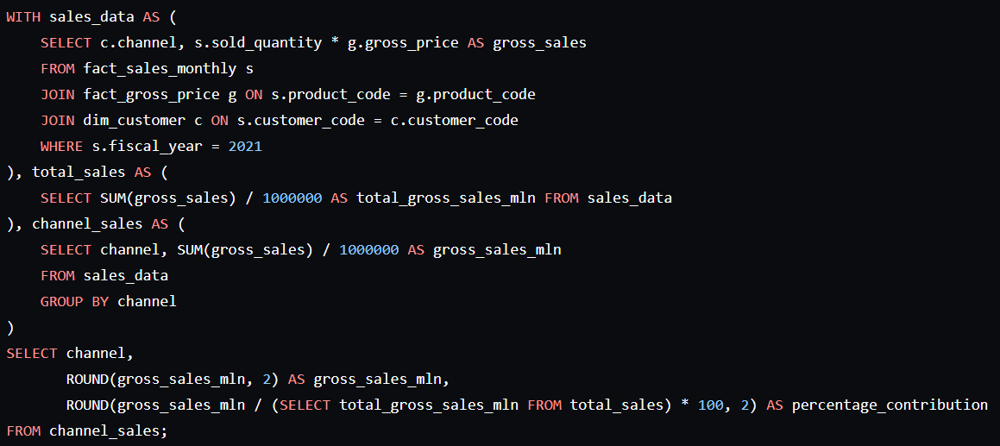 WITH sales_data AS (
    SELECT c.channel, s.sold_quantity * g.gross_price AS gross_sales
    FROM fact_sales_monthly s
    JOIN fact_gross_price g ON s.product_code = g.product_code
    JOIN dim_customer c ON s.customer_code = c.customer_code
    WHERE s.fiscal_year = 2021
), total_sales AS (
    SELECT SUM(gross_sales) / 1000000 AS total_gross_sales_mln FROM sales_data
), channel_sales AS (
    SELECT channel, SUM(gross_sales) / 1000000 AS gross_sales_mln
    FROM sales_data
    GROUP BY channel
)
SELECT channel,
       ROUND(gross_sales_mln, 2) AS gross_sales_mln,
       ROUND(gross_sales_mln / (SELECT total_gross_sales_mln FROM total_sales) * 100, 2) AS percentage_contribution
FROM channel_sales;